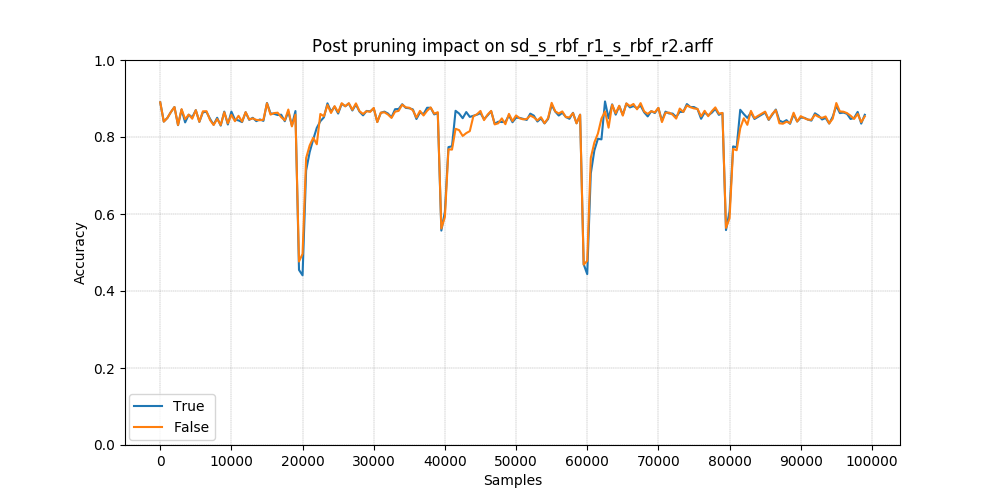 Post pruning impact on sd_s_rbf_r1_s_rbf_r2.arff
1.0
0.8
0.6
0.4
0.2
0.0
Accuracy
True
False
0 10000 20000 30000 40000 50000 60000 70000 80000 90000 100000
Samples